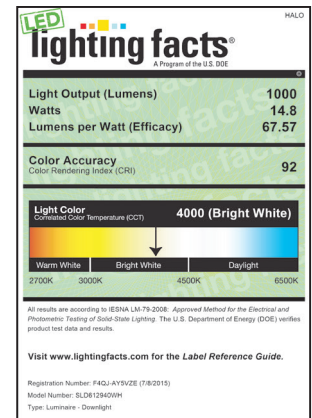 HALO
LED
lighting facts®
A Program of the U.S. DOE
Light Output (Lumens) 1000
Watts 14.8
Lumens per Watt (Efficacy) 67.57
Color Accuracy
Color Rendering Index (CRI) 92
Light Color
Correlated Color Temperature (CCT) 4000 (Bright White)
Warm White Bright White Daylight
2700K 3000K 4500K 6500K
All results are according to IESNA LM-79-2008: Approved Method for the Electrical and
Photometric Testing of Solid-State Lighting. The U.S. Department of Energy (DOE) verifies
product test data and results.
Visit www.lightingfacts.com for the Label Reference Guide.
Registration Number: F4QJ-AY5VZE (7/8/2015)
Model Number: SLD612940WH
Type: Luminaire - Downlight